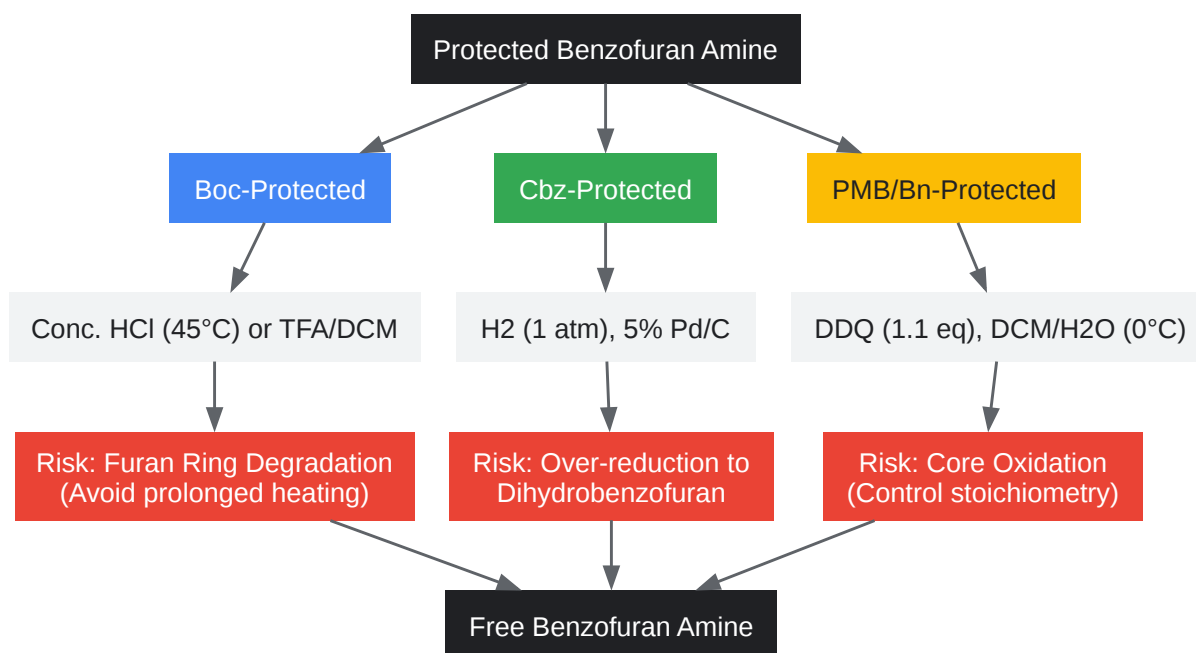 Protected Benzofuran Amine
Boc-Protected
Cbz-Protected
PMB/Bn-Protected
Conc. HCl (45°C) or TFA/DCM
H2 (1 atm), 5% Pd/C
DDQ (1.1 eq), DCM/H2O (0°C)
Risk: Furan Ring Degradation
(Avoid prolonged heating)
Risk: Over-reduction to
Dihydrobenzofuran
Risk: Core Oxidation
(Control stoichiometry)
Free Benzofuran Amine